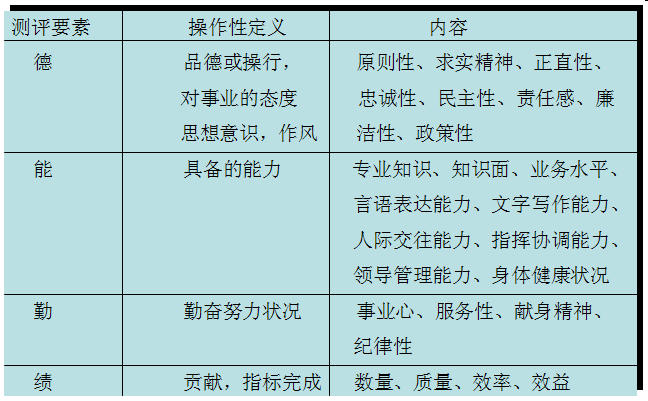 测评要素 操作性定义 内容
德 品德或操行， 原则性、求实精神、正直性、
对事业的态度 忠诚性、民主性、责任感、廉
思想意识，作风 洁性、政策性
能 具备的能力 专业知识、知识面、业务水平、
言语表达能力、文字写作能力、
人际交往能力、指挥协调能力、
领导管理能力、身体健康状况
勤 勤奋努力状况 事业心、服务性、献身精神、
纪律性
绩 贡献，指标完成 数量、质量、效率、效益